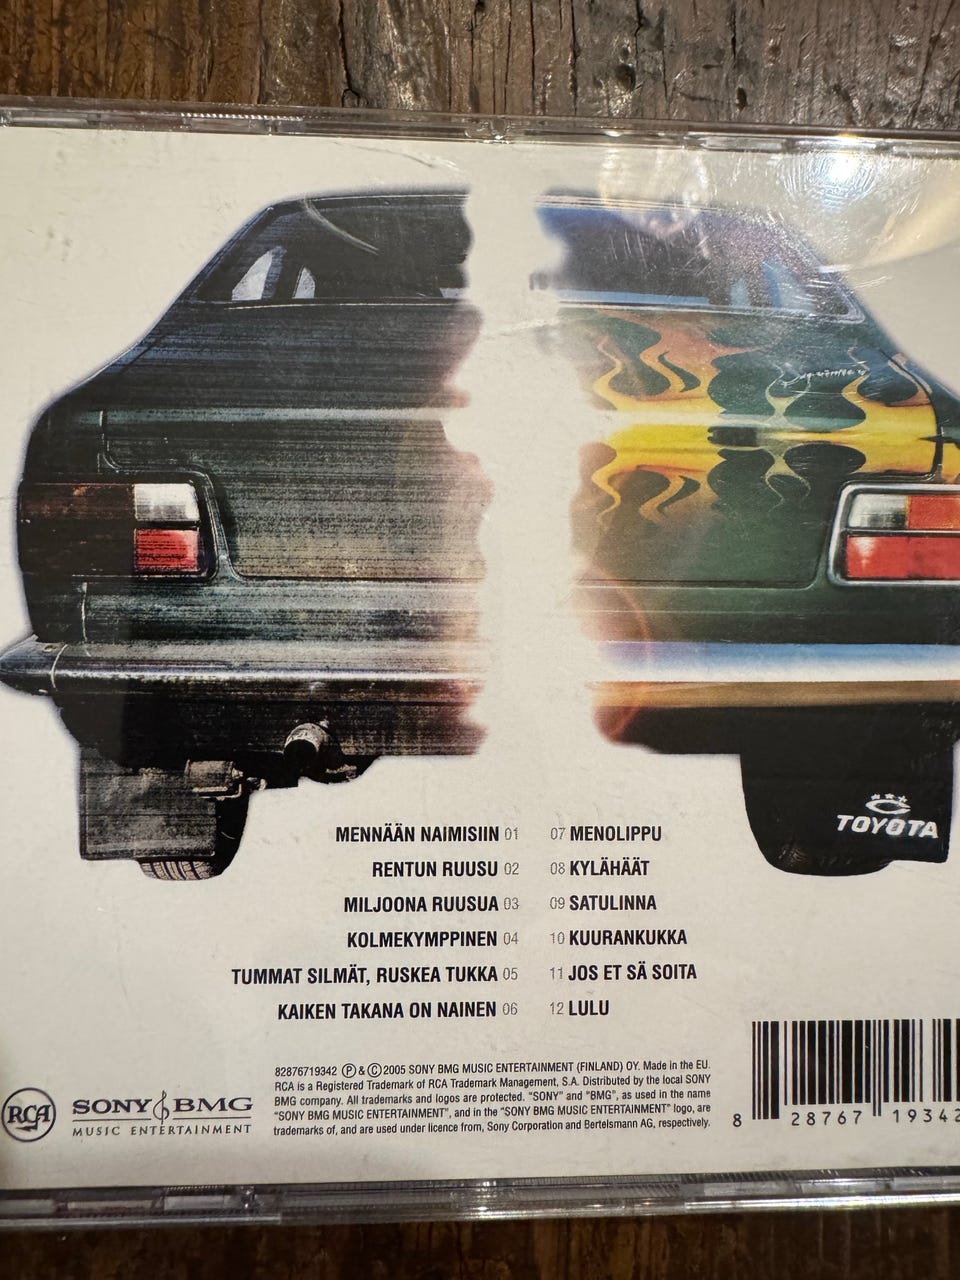 TOYOTA
MENNÄÄN NAIMISIIN 01
RENTUN RUUSU 02
MILJOONA RUUSUA 03
KOLMEKYMPPINEN 04
TUMMAT SILMÄT, RUSKEA TUKKA 05
KAIKEN TAKANA ON NAINEN 06
07 MENOLIPPU
08 KYLÄHÄÄT
09 SATULINNA
10 KUURANKUKKA
11 JOS ET SÄ SOITA
12 LULU
RCA
SONY BMG
MUSIC ENTERTAINMENT
82876719342 Ⓟ & ©2005 SONY BMG MUSIC ENTERTAINMENT (FINLAND) OY. Made in the EU.
RCA is a Registered Trademark of RCA Trademark Management, S.A. Distributed by the local SONY
BMG company. All trademarks and logos are protected. "SONY" and "BMG", as used in the name
"SONY BMG MUSIC ENTERTAINMENT", and in the "SONY BMG MUSIC ENTERTAINMENT" logo, are
trademarks of, and are used under licence from, Sony Corporation and Bertelsmann AG, respectively.
8 28767 19342